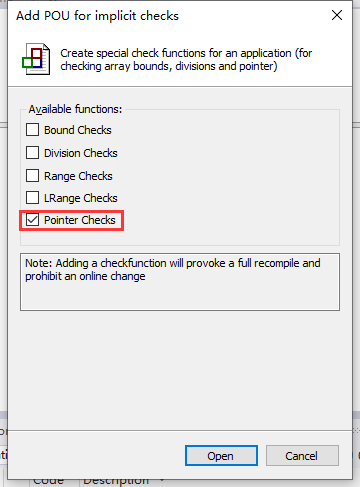 Add POU for implicit checks
Create special check functions for an application (for
checking array bounds, divisions and pointer)
Available functions:
Bound Checks
Division Checks
Range Checks
LRange Checks
Pointer Checks
Note: Adding a checkfunction will provoke a full recompile and
prohibit an online change
Open
Cancel
Code
Description